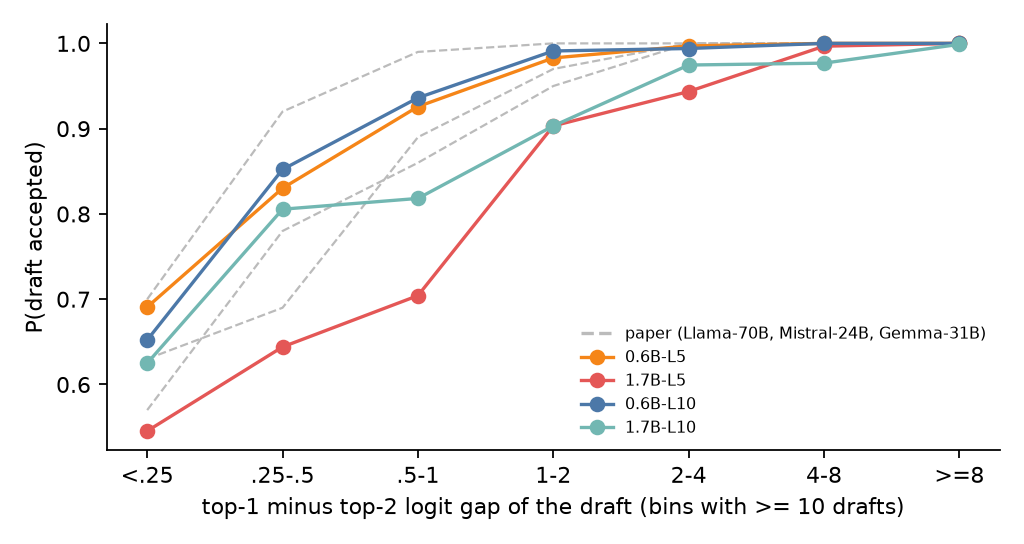 1.0
0.9
0.8
0.7
0.6
P(draft accepted)
paper (Llama-70B, Mistral-24B, Gemma-31B)
0.6B-L5
1.7B-L5
0.6B-L10
1.7B-L10
<.25 .25-.5 .5-1 1-2 2-4 4-8 >=8
top-1 minus top-2 logit gap of the draft (bins with >= 10 drafts)